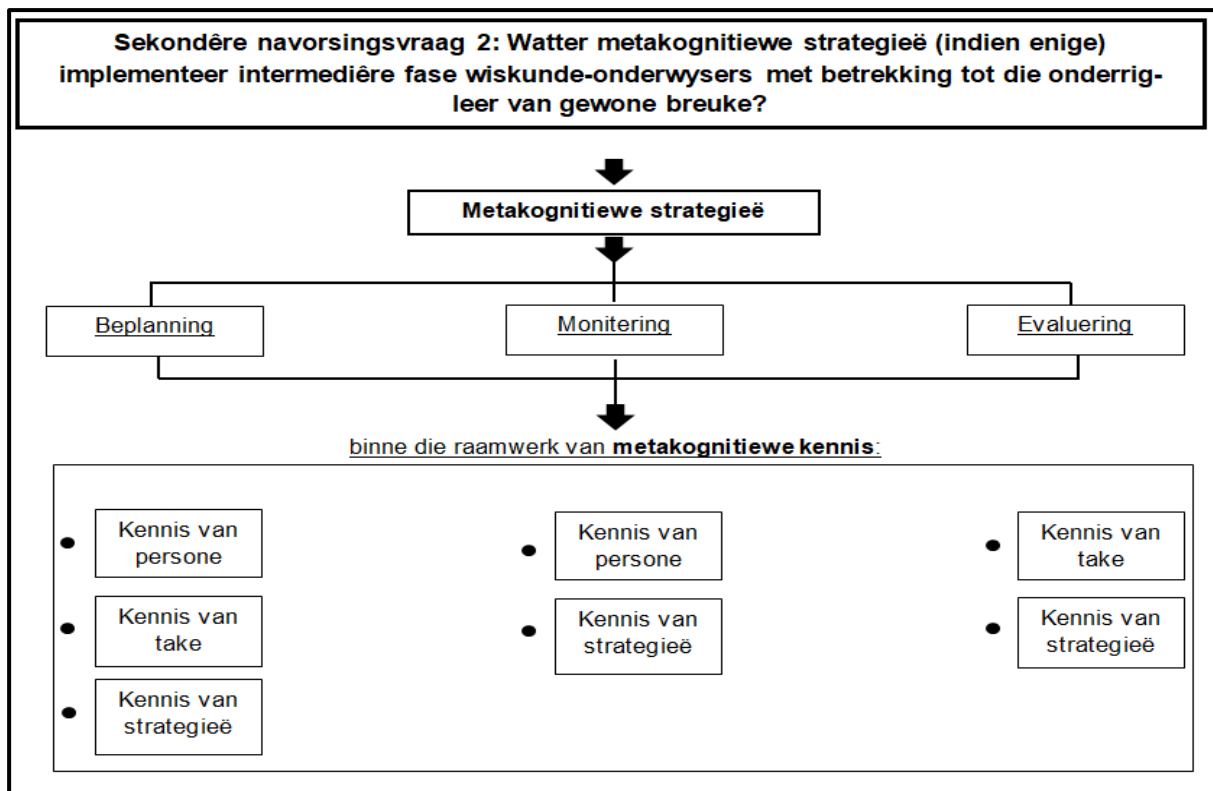 Sekondêre navorsingsvraag 2: Watter metakognitiewe strategieë (indien enige)
implementeer intermediêre fase wiskunde-onderwysers met betrekking tot die onderrig-
leer van gewone breuke?
Metakognitiewe strategieë
Beplanning
Monitering
Evaluering
binne die raamwerk van metakognitiewe kennis:
Kennis van
persone
Kennis van
take
Kennis van
strategieë
Kennis van
persone
Kennis van
strategieë
Kennis van
take
Kennis van
strategieë